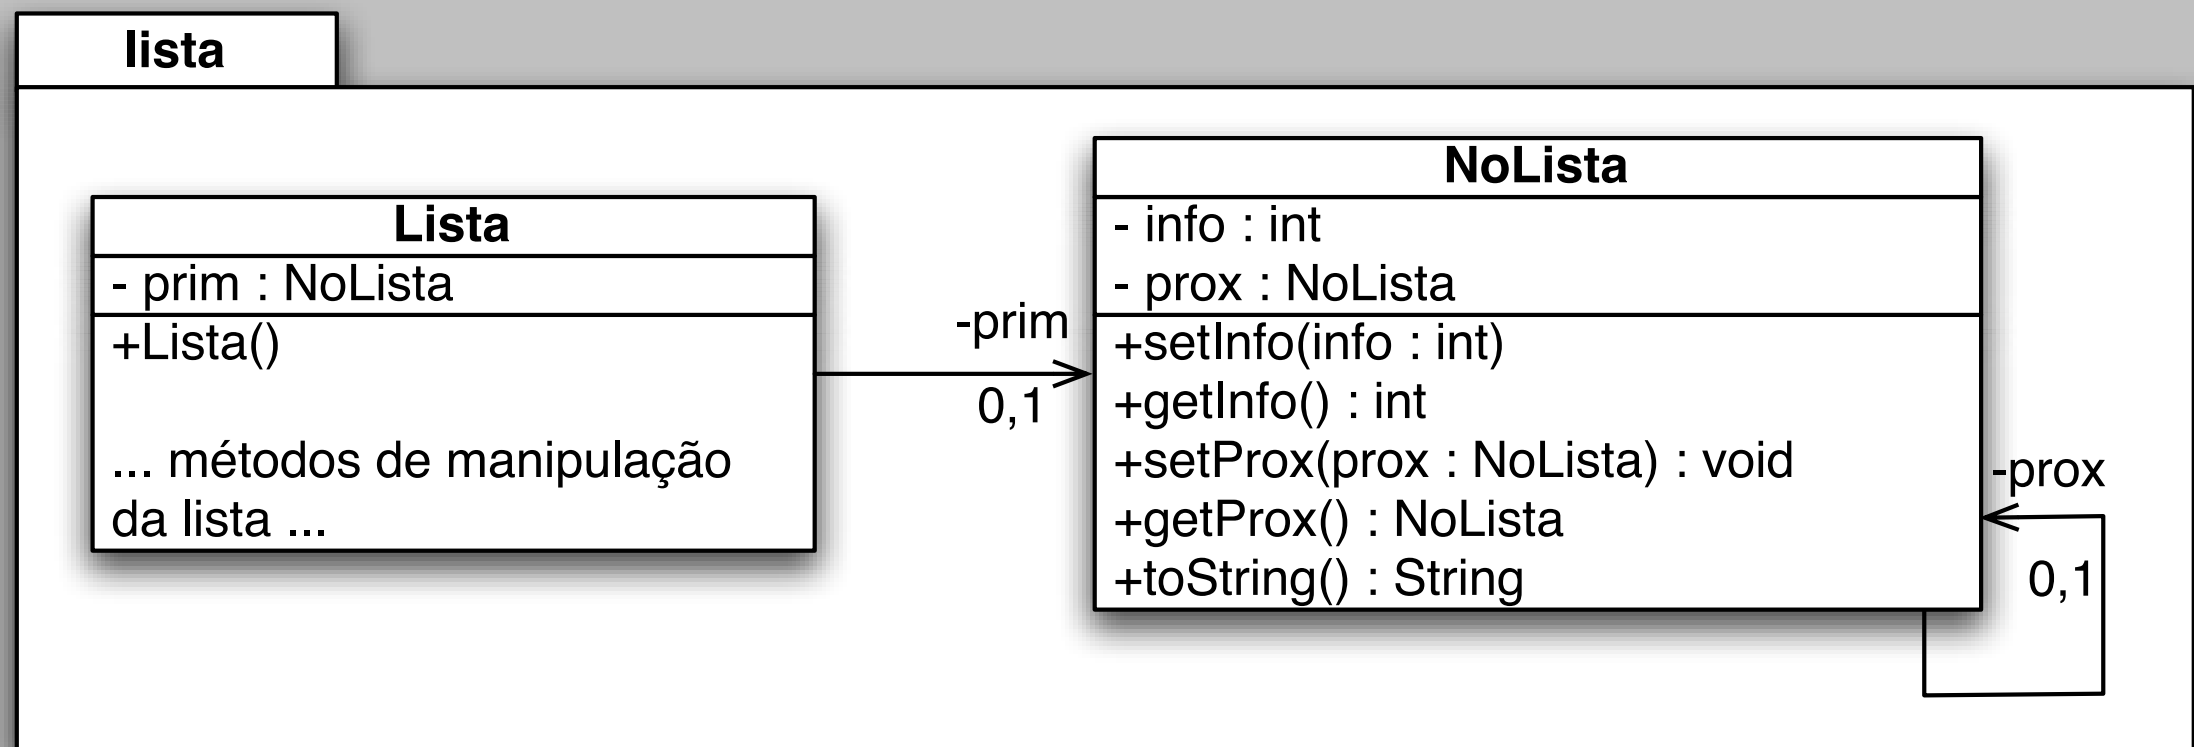 lista
Lista
- prim : NoLista
+Lista()
... métodos de manipulação
da lista ...
-prim
0,1
NoLista
- info : int
- prox : NoLista
+setInfo(info : int)
+getInfo() : int
+setProx(prox : NoLista) : void
+getProx() : NoLista
+toString() : String
-prox
0,1